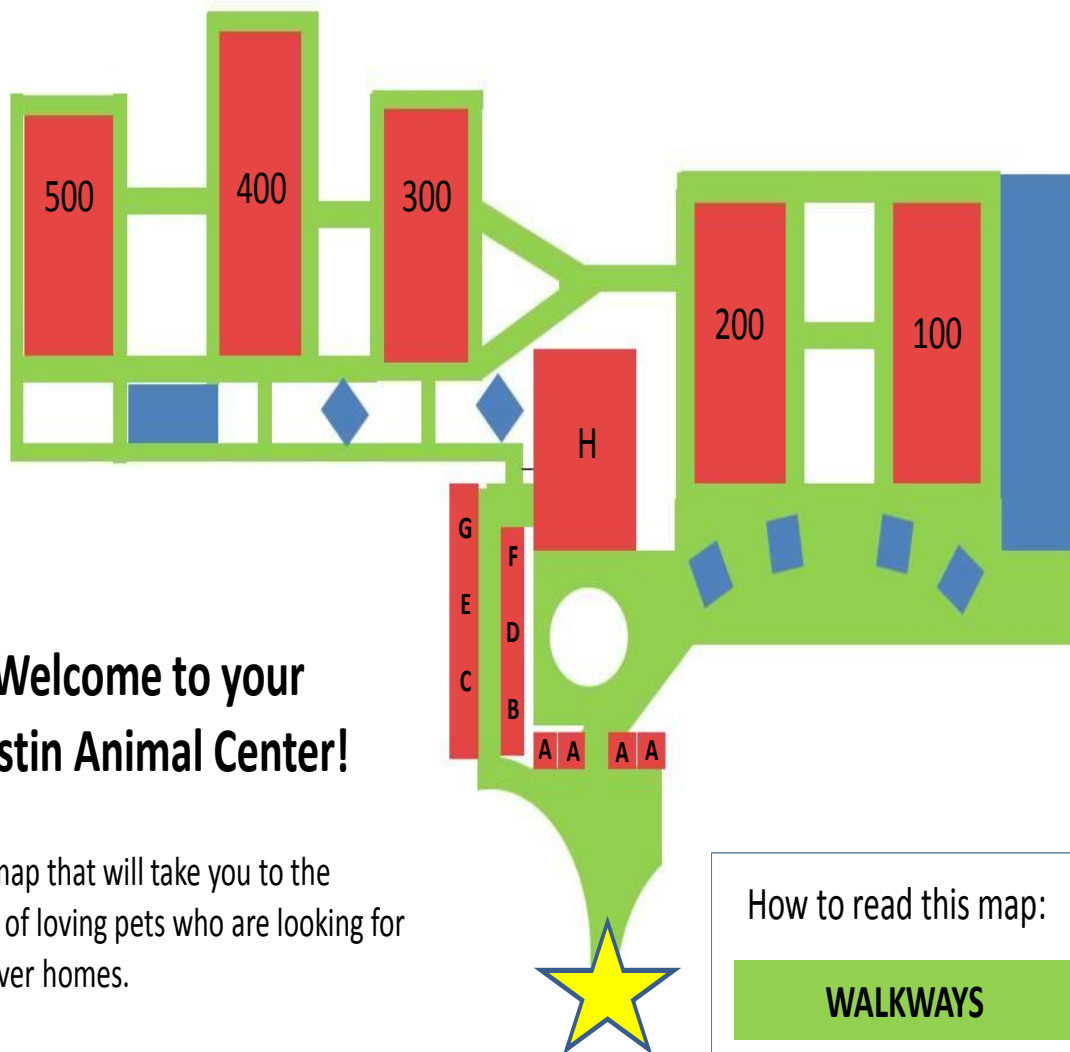 500
400
300
200
100
H
G
F
E
D
C
B
A A A A
Welcome to your
stin Animal Center!
map that will take you to the
of loving pets who are looking for
ver homes.
How to read this map:
WALKWAYS